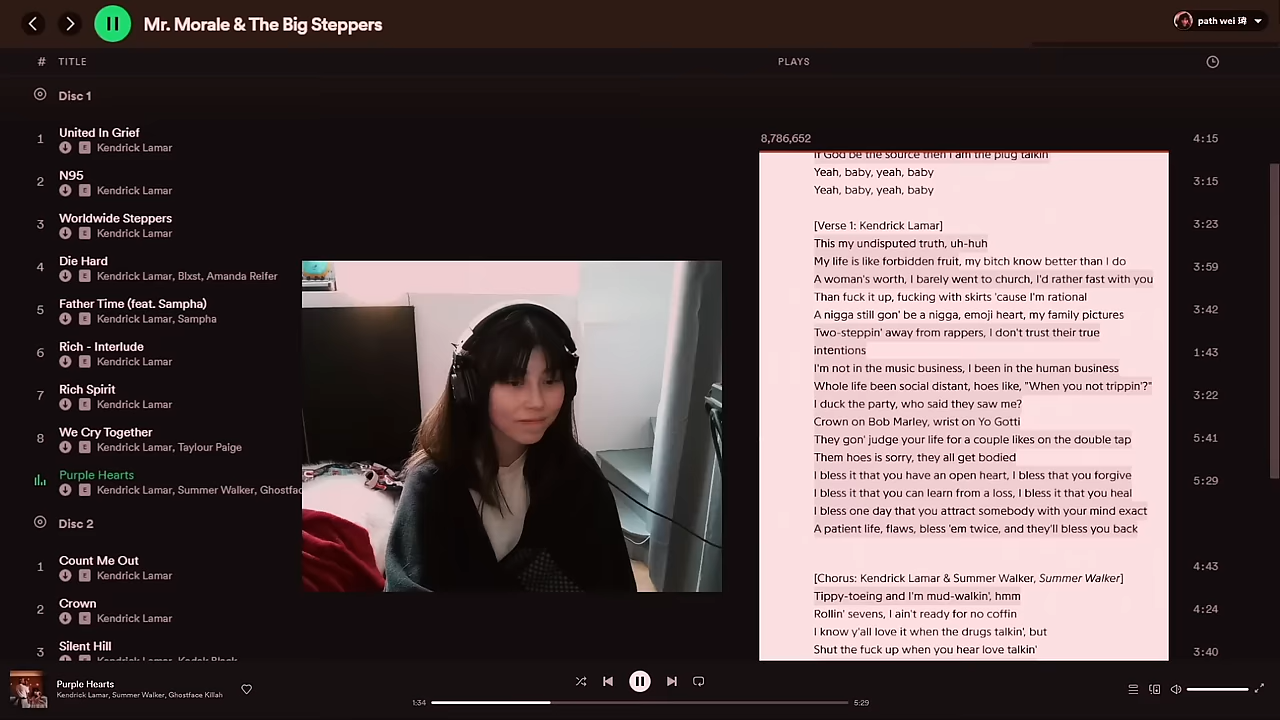 Mr. Morale & The Big Steppers
path wei 瑋
# TITLE PLAYS
Disc 1
1 United In Grief 8,786,652 4:15
E Kendrick Lamar
2 N95 3:15
E Kendrick Lamar
3 Worldwide Steppers 3:23
E Kendrick Lamar
4 Die Hard 3:59
E Kendrick Lamar, Blxst, Amanda Reifer
5 Father Time (feat. Sampha) 3:42
E Kendrick Lamar, Sampha
6 Rich - Interlude 1:43
E Kendrick Lamar
7 Rich Spirit 3:22
E Kendrick Lamar
8 We Cry Together 5:41
E Kendrick Lamar, Taylour Paige
Purple Hearts 5:29
E Kendrick Lamar, Summer Walker, Ghostfac
Disc 2
1 Count Me Out 4:43
E Kendrick Lamar
2 Crown 4:24
E Kendrick Lamar
3 Silent Hill 3:40
E Kendrick Lamar, Kodak Black
If God be the source then I am the plug talkin'
Yeah, baby, yeah, baby
Yeah, baby, yeah, baby
[Verse 1: Kendrick Lamar]
This my undisputed truth, uh-huh
My life is like forbidden fruit, my bitch know better than I do
A woman's worth, I barely went to church, I'd rather fast with you
Than fuck it up, fucking with skirts 'cause I'm rational
A nigga still gon' be a nigga, emoji heart, my family pictures
Two-steppin' away from rappers, I don't trust their true
intentions
I'm not in the music business, I been in the human business
Whole life been social distant, hoes like, "When you not trippin'?"
I duck the party, who said they saw me?
Crown on Bob Marley, wrist on Yo Gotti
They gon' judge your life for a couple likes on the double tap
Them hoes is sorry, they all get bodied
I bless it that you have an open heart, I bless that you forgive
I bless it that you can learn from a loss, I bless it that you heal
I bless one day that you attract somebody with your mind exact
A patient life, flaws, bless 'em twice, and they'll bless you back
[Chorus: Kendrick Lamar & Summer Walker, Summer Walker]
Tippy-toeing and I'm mud-walkin', hmm
Rollin' sevens, I ain't ready for no coffin
I know y'all love it when the drugs talkin', but
Shut the fuck up when you hear love talkin'
Purple Hearts
Kendrick Lamar, Summer Walker, Ghostface Killah
1:34 5:29